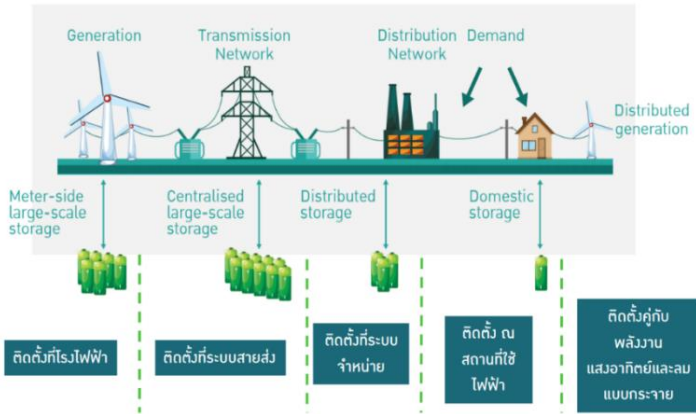 Generation
Transmission
Network
Distribution
Network
Demand
Distributed
generation
Meter-side
large-scale
storage
Centralised
large-scale
storage
Distributed
storage
Domestic
storage
ติดตั้งที่โรงไฟฟ้า
ติดตั้งที่ระบบสายส่ง
ติดตั้งที่ระบบ
จำหน่าย
ติดตั้ง ณ
สถานที่ใช้
ไฟฟ้า
ติดตั้งคู่กับ
พลังงาน
แสงอาทิตย์และลม
แบบกระจาย